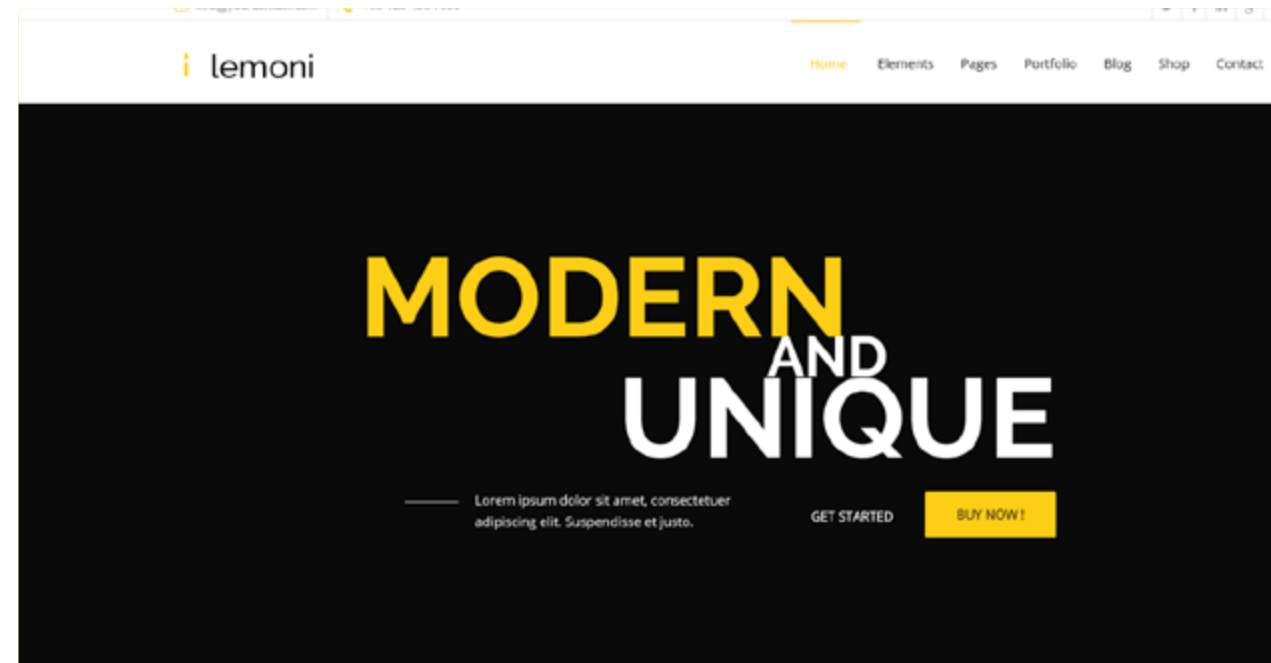 i lemoni
Home Elements Pages Portfolio Blog Shop Contact
MODERN
AND
UNIQUE
Lorem ipsum dolor sit amet, consectetuer
adipiscing elit. Suspendisse et justo.
GET STARTED
BUY NOW !